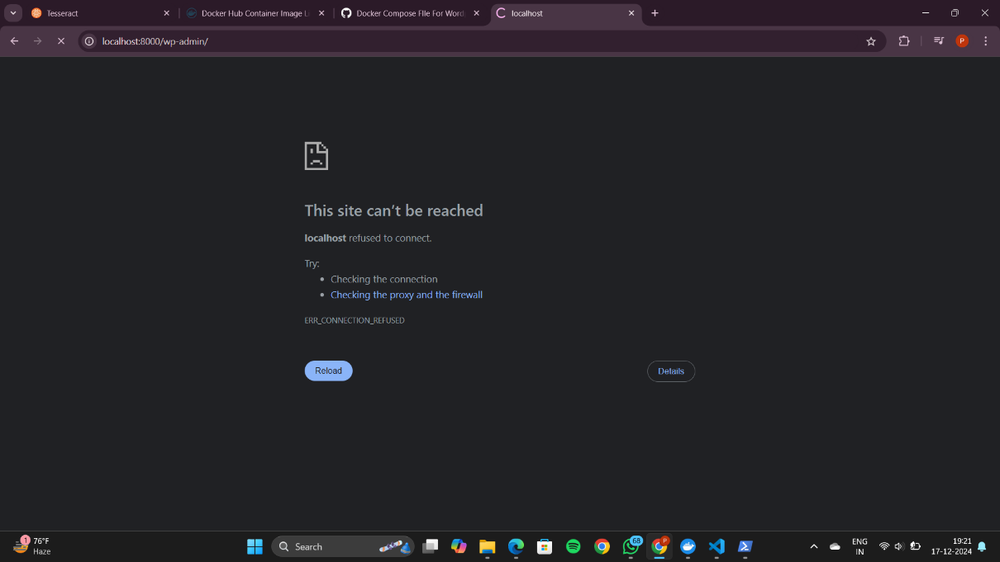 Tesseract
Docker Hub Container Image Li
Docker Compose FIle For Word
localhost
localhost:8000/wp-admin/
P
This site can't be reached
localhost refused to connect.
Try:
• Checking the connection
• Checking the proxy and the firewall
ERR_CONNECTION_REFUSED
Reload
Details
1
76°F
Haze
Search
68
P
ENG
IN
19:21
17-12-2024